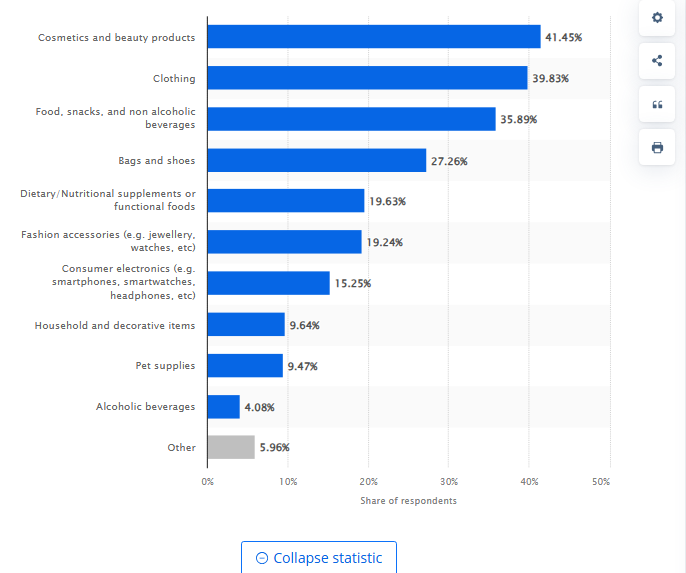 Cosmetics and beauty products
41.45%
Clothing
39.83%
Food, snacks, and non alcoholic
beverages
35.89%
Bags and shoes
27.26%
Dietary/Nutritional supplements or
functional foods
19.63%
Fashion accessories (e.g. jewellery,
watches, etc)
19.24%
Consumer electronics (e.g.
smartphones, smartwatches,
headphones, etc)
15.25%
Household and decorative items
9.64%
Pet supplies
9.47%
Alcoholic beverages
4.08%
Other
5.96%
0% 10% 20% 30% 40% 50%
Share of respondents
Collapse statistic